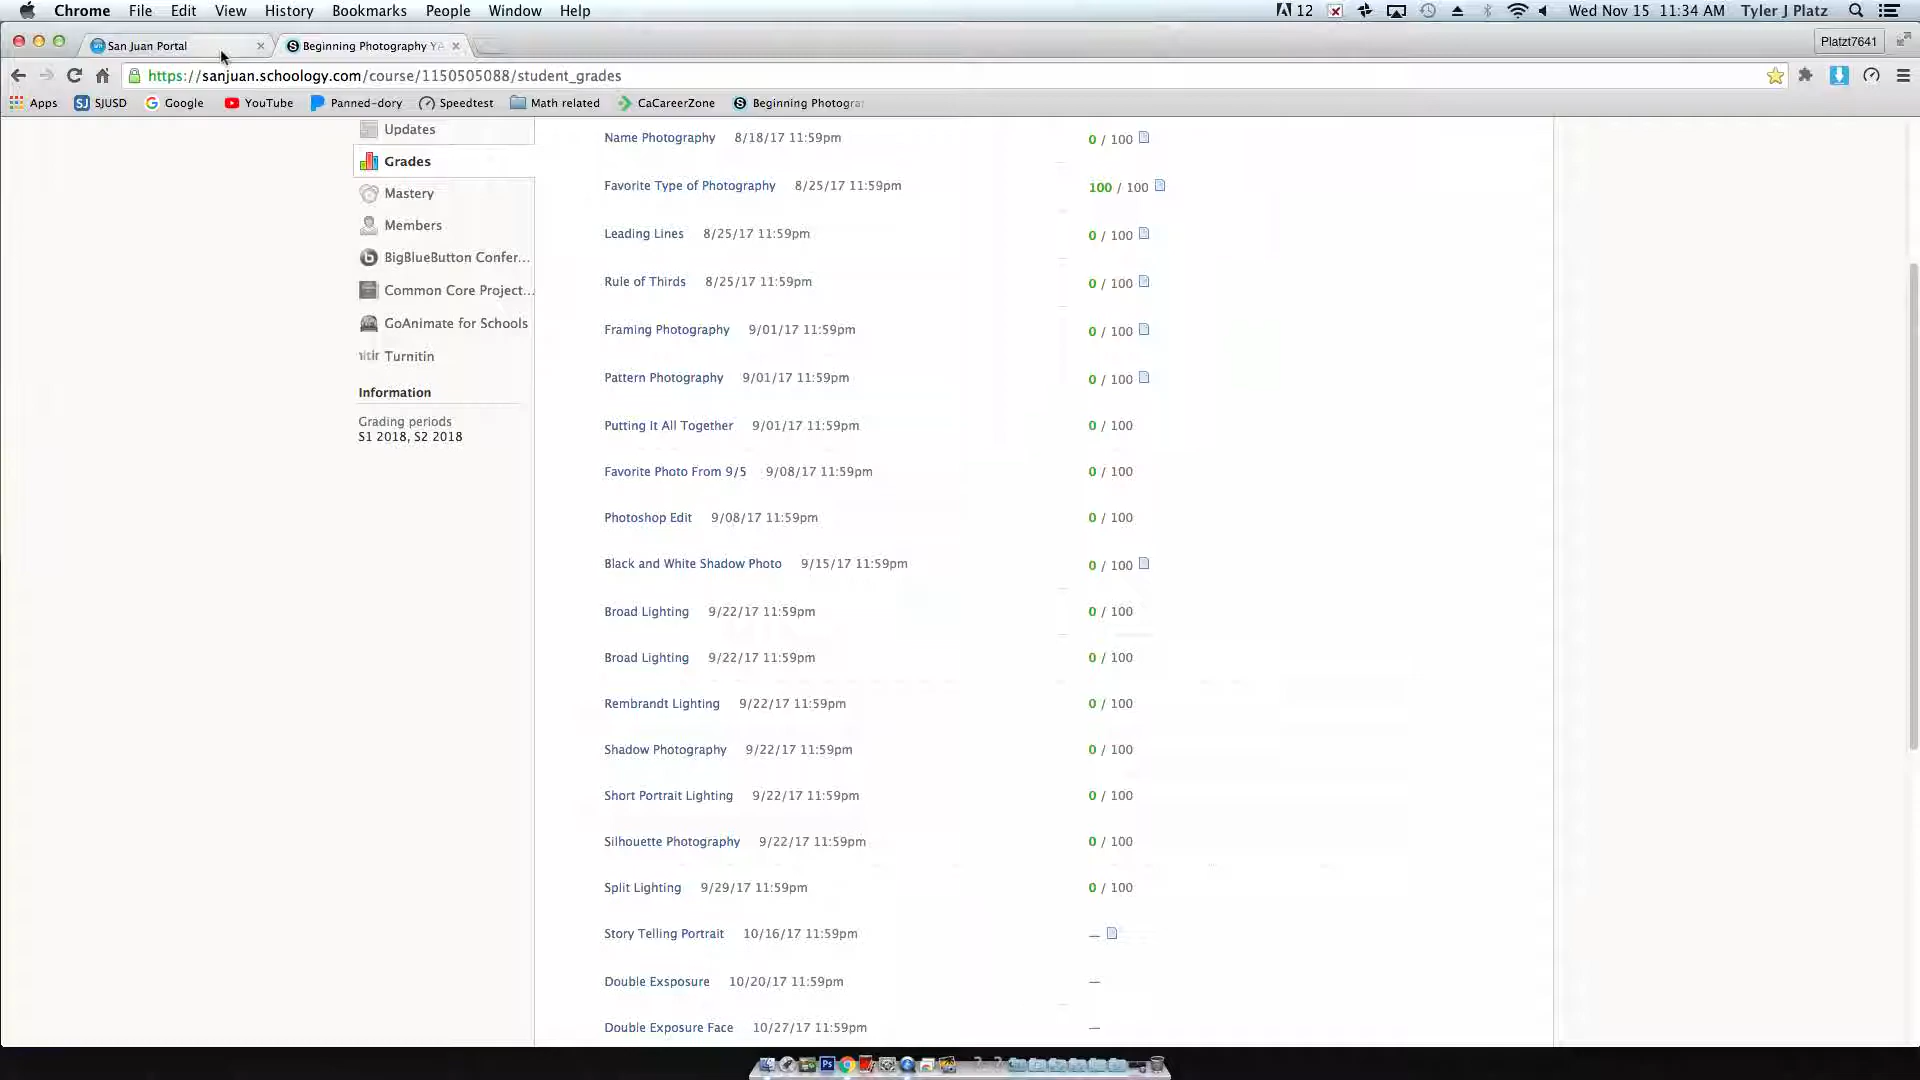 Chrome File Edit View History Bookmarks People Window Help 12 Wed Nov 15 11:34 AM Tyler J Platz
San Juan Portal Beginning Photography YA Platzt7641
https://sanjuan.schoology.com/course/1150505088/student_grades
Apps SJ SJUSD Google YouTube Panned-dory Speedtest Math related CaCareerZone Beginning Photogra
Updates
Name Photography 8/18/17 11:59pm 0 / 100
Grades
Favorite Type of Photography 8/25/17 11:59pm 100 / 100
Mastery
Members
Leading Lines 8/25/17 11:59pm 0 / 100
BigBlueButton Confer...
Rule of Thirds 8/25/17 11:59pm 0 / 100
Common Core Project...
GoAnimate for Schools
Framing Photography 9/01/17 11:59pm 0 / 100
Turnitin
Pattern Photography 9/01/17 11:59pm 0 / 100
Information
Grading periods
S1 2018, S2 2018
Putting It All Together 9/01/17 11:59pm 0 / 100
Favorite Photo From 9/5 9/08/17 11:59pm 0 / 100
Photoshop Edit 9/08/17 11:59pm 0 / 100
Black and White Shadow Photo 9/15/17 11:59pm 0 / 100
Broad Lighting 9/22/17 11:59pm 0 / 100
Broad Lighting 9/22/17 11:59pm 0 / 100
Rembrandt Lighting 9/22/17 11:59pm 0 / 100
Shadow Photography 9/22/17 11:59pm 0 / 100
Short Portrait Lighting 9/22/17 11:59pm 0 / 100
Silhouette Photography 9/22/17 11:59pm 0 / 100
Split Lighting 9/29/17 11:59pm 0 / 100
Story Telling Portrait 10/16/17 11:59pm —
Double Exsposure 10/20/17 11:59pm —
Double Exposure Face 10/27/17 11:59pm —
Ps